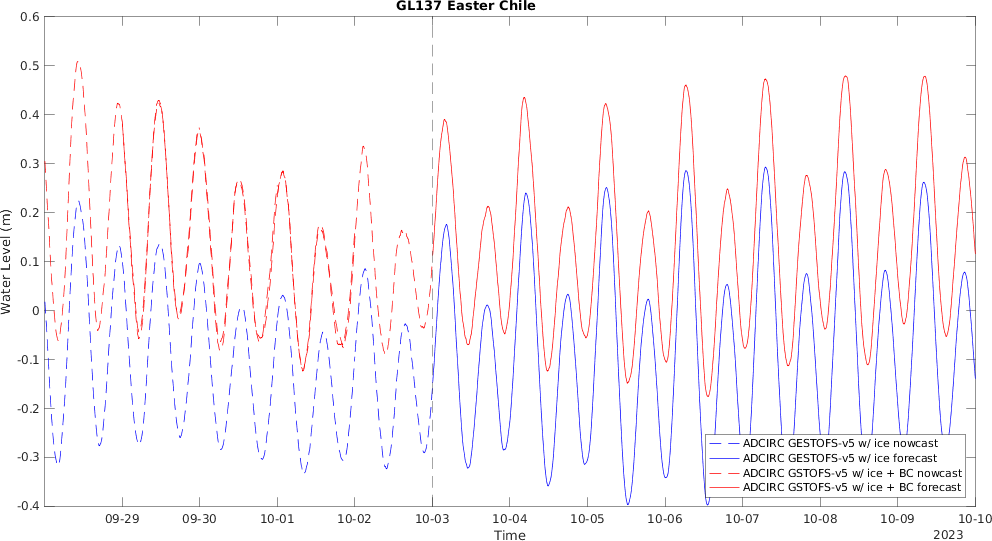 GL137 Easter Chile
Water Level (m)
0.6
0.5
0.4
0.3
0.2
0.1
0
-0.1
-0.2
-0.3
-0.4
ADCIRC GESTOFS-v5 w/ ice nowcast
ADCIRC GESTOFS-v5 w/ ice forecast
ADCIRC GSTOFS-v5 w/ ice + BC nowcast
ADCIRC GSTOFS-v5 w/ ice + BC forecast
09-29 09-30 10-01 10-02 10-03 10-04 10-05 10-06 10-07 10-08 10-09 10-10
Time
2023